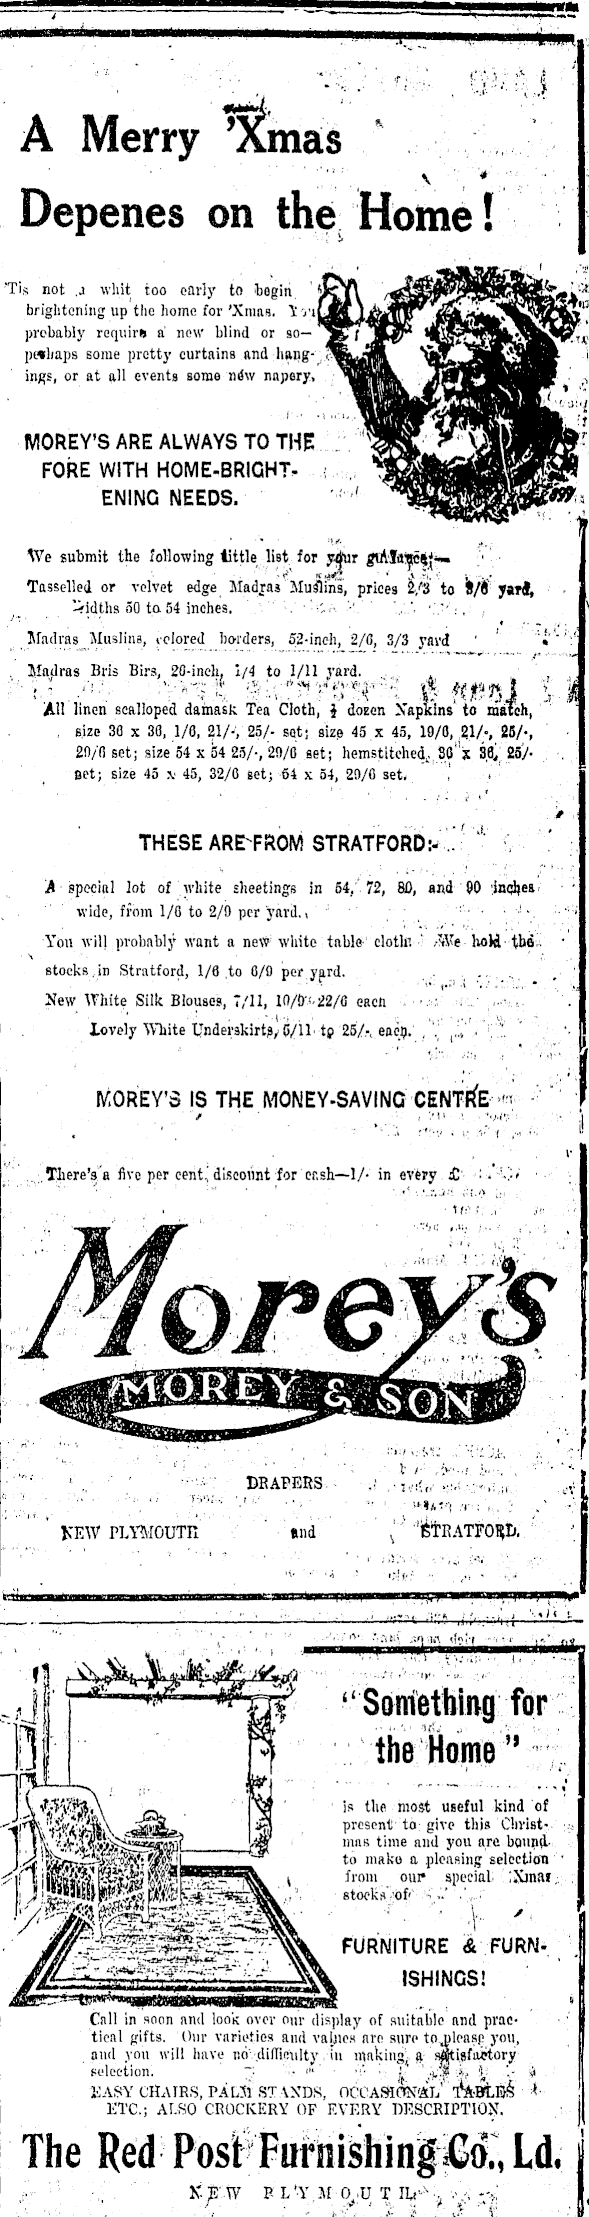 A Merry 'Xmas
Depenes on the Home!
'Tis not a whit too early to begin
brightening up the home for 'Xmas. You
probably require a new blind or so—
perhaps some pretty curtains and hang-
ings, or at all events some new napery,
MOREY'S ARE ALWAYS TO THE
FORE WITH HOME-BRIGHT-
ENING NEEDS.
We submit the following little list for your guidance:—
Tasselled or velvet edge Madras Muslins, prices 2/3 to 3/6 yard,
widths 50 to 54 inches.
Madras Muslins, colored borders, 52-inch, 2/6, 3/3 yard
Madras Bris Birs, 26-inch, 1/4 to 1/11 yard.
All linen scalloped damask Tea Cloth, ½ dozen Napkins to match,
size 36 x 36, 1/6, 21/-, 25/- set; size 45 x 45, 19/6, 21/-, 25/-,
29/6 set; size 54 x 54 25/-, 29/6 set; hemstitched, 36 x 36, 25/-
set; size 45 x 45, 32/6 set; 54 x 54, 29/6 set.
THESE ARE FROM STRATFORD:-
A special lot of white sheetings in 54, 72, 80, and 90 inches
wide, from 1/6 to 2/9 per yard.
You will probably want a new white table cloth We hold the
stocks in Stratford, 1/6 to 6/9 per yard.
New White Silk Blouses, 7/11, 10/9 22/6 each
Lovely White Underskirts, 5/11 to 25/- each.
MOREY'S IS THE MONEY-SAVING CENTRE
There's a five per cent. discount for cash—1/- in every £
Morey's
MOREY & SON
DRAPERS
NEW PLYMOUTH and STRATFORD.
"Something for
the Home"
is the most useful kind of
present to give this Christ-
mas time and you are bound
to make a pleasing selection
from our special Xmas
stocks of
FURNITURE & FURN-
ISHINGS!
Call in soon and look over our display of suitable and prac-
tical gifts. Our varieties and values are sure to please you,
and you will have no difficulty in making a satisfactory
selection.
EASY CHAIRS, PALM STANDS, OCCASIONAL TABLES
ETC.; ALSO CROCKERY OF EVERY DESCRIPTION.
The Red Post Furnishing Co., Ld.
NEW PLYMOUTH